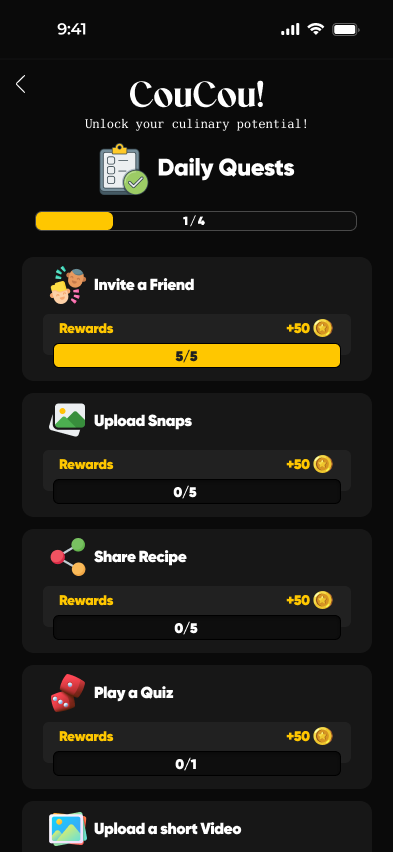 9:41
CouCou!
Unlock your culinary potential!
Daily Quests
1/4
Invite a Friend
Rewards +50
5/5
Upload Snaps
Rewards +50
0/5
Share Recipe
Rewards +50
0/5
Play a Quiz
Rewards +50
0/1
Upload a short Video